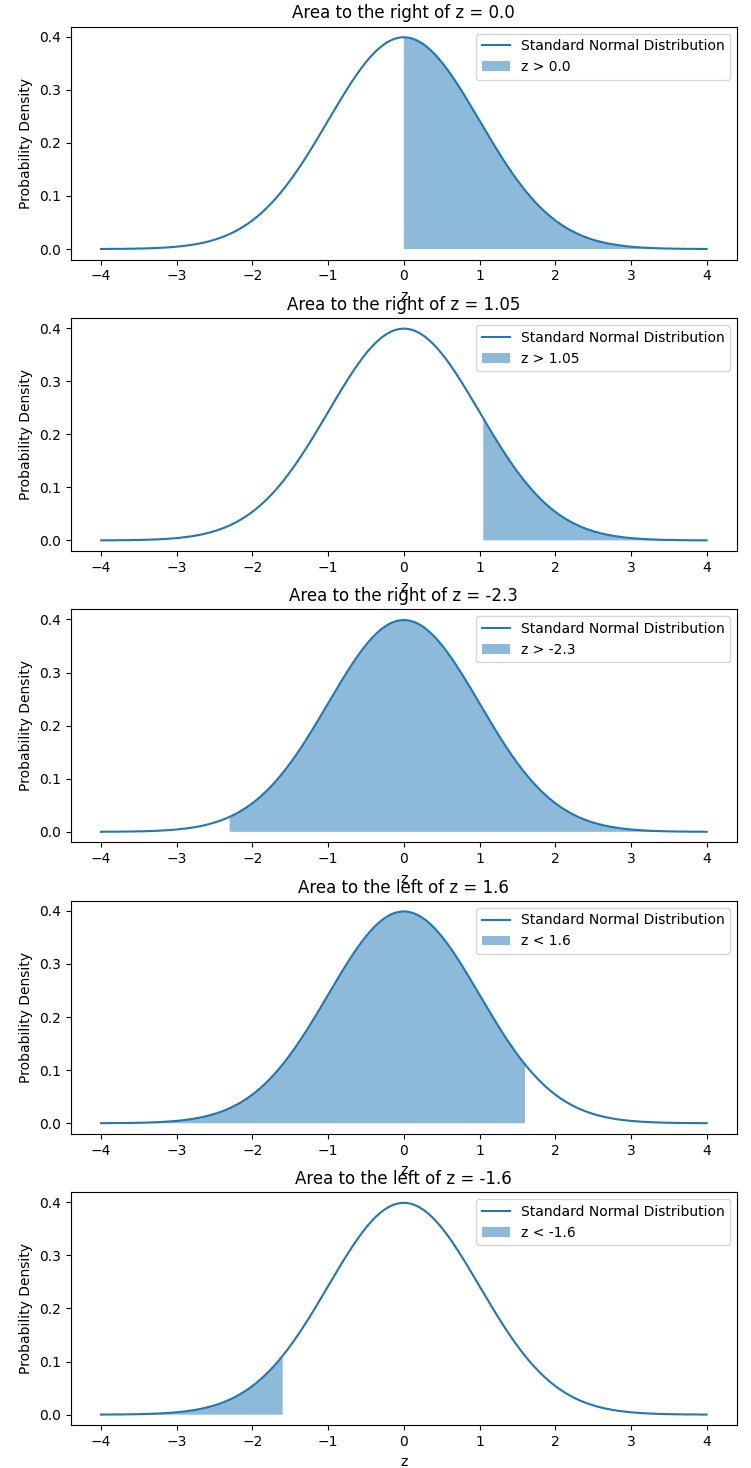 Area to the right of z = 0.0
Probability Density
0.4
0.3
0.2
0.1
0.0
Standard Normal Distribution
z > 0.0
−4 −3 −2 −1 0 1 2 3 4
z
Area to the right of z = 1.05
Probability Density
0.4
0.3
0.2
0.1
0.0
Standard Normal Distribution
z > 1.05
−4 −3 −2 −1 0 1 2 3 4
z
Area to the right of z = -2.3
Probability Density
0.4
0.3
0.2
0.1
0.0
Standard Normal Distribution
z > -2.3
−4 −3 −2 −1 0 1 2 3 4
z
Area to the left of z = 1.6
Probability Density
0.4
0.3
0.2
0.1
0.0
Standard Normal Distribution
z < 1.6
−4 −3 −2 −1 0 1 2 3 4
z
Area to the left of z = -1.6
Probability Density
0.4
0.3
0.2
0.1
0.0
Standard Normal Distribution
z < -1.6
−4 −3 −2 −1 0 1 2 3 4
z